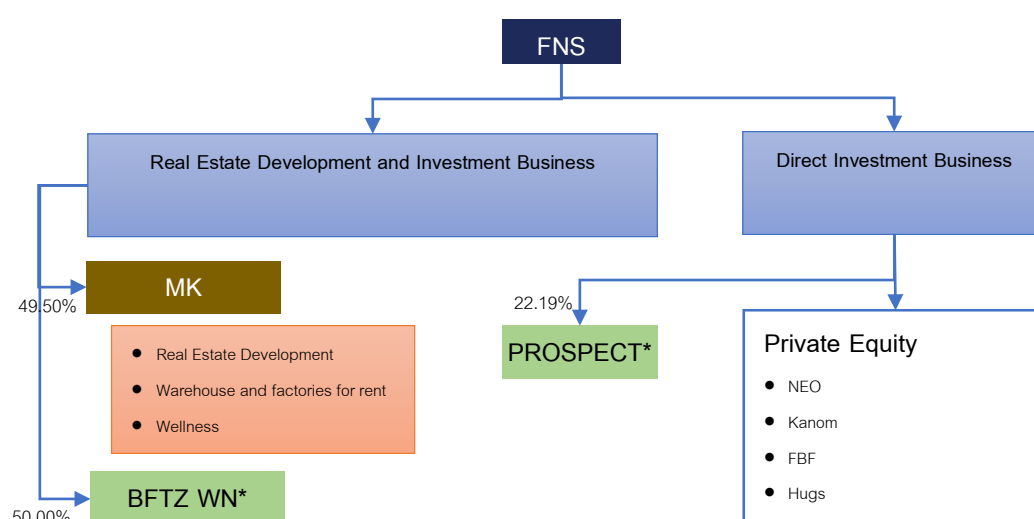 FNS
Real Estate Development and Investment Business
Direct Investment Business
MK
49.50%
22.19%
PROSPECT*
Real Estate Development
Warehouse and factories for rent
Wellness
Private Equity
NEO
Kanom
FBF
Hugs
BFTZ WN*
50.00%